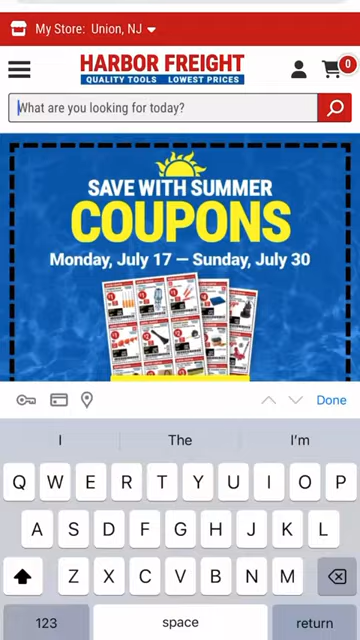 My Store: Union, NJ
HARBOR FREIGHT
QUALITY TOOLS LOWEST PRICES
0
What are you looking for today?
SAVE WITH SUMMER
COUPONS
Monday, July 17 — Sunday, July 30
Done
I The I'm
Q W E R T Y U I O P
A S D F G H J K L
Z X C V B N M
123 space return